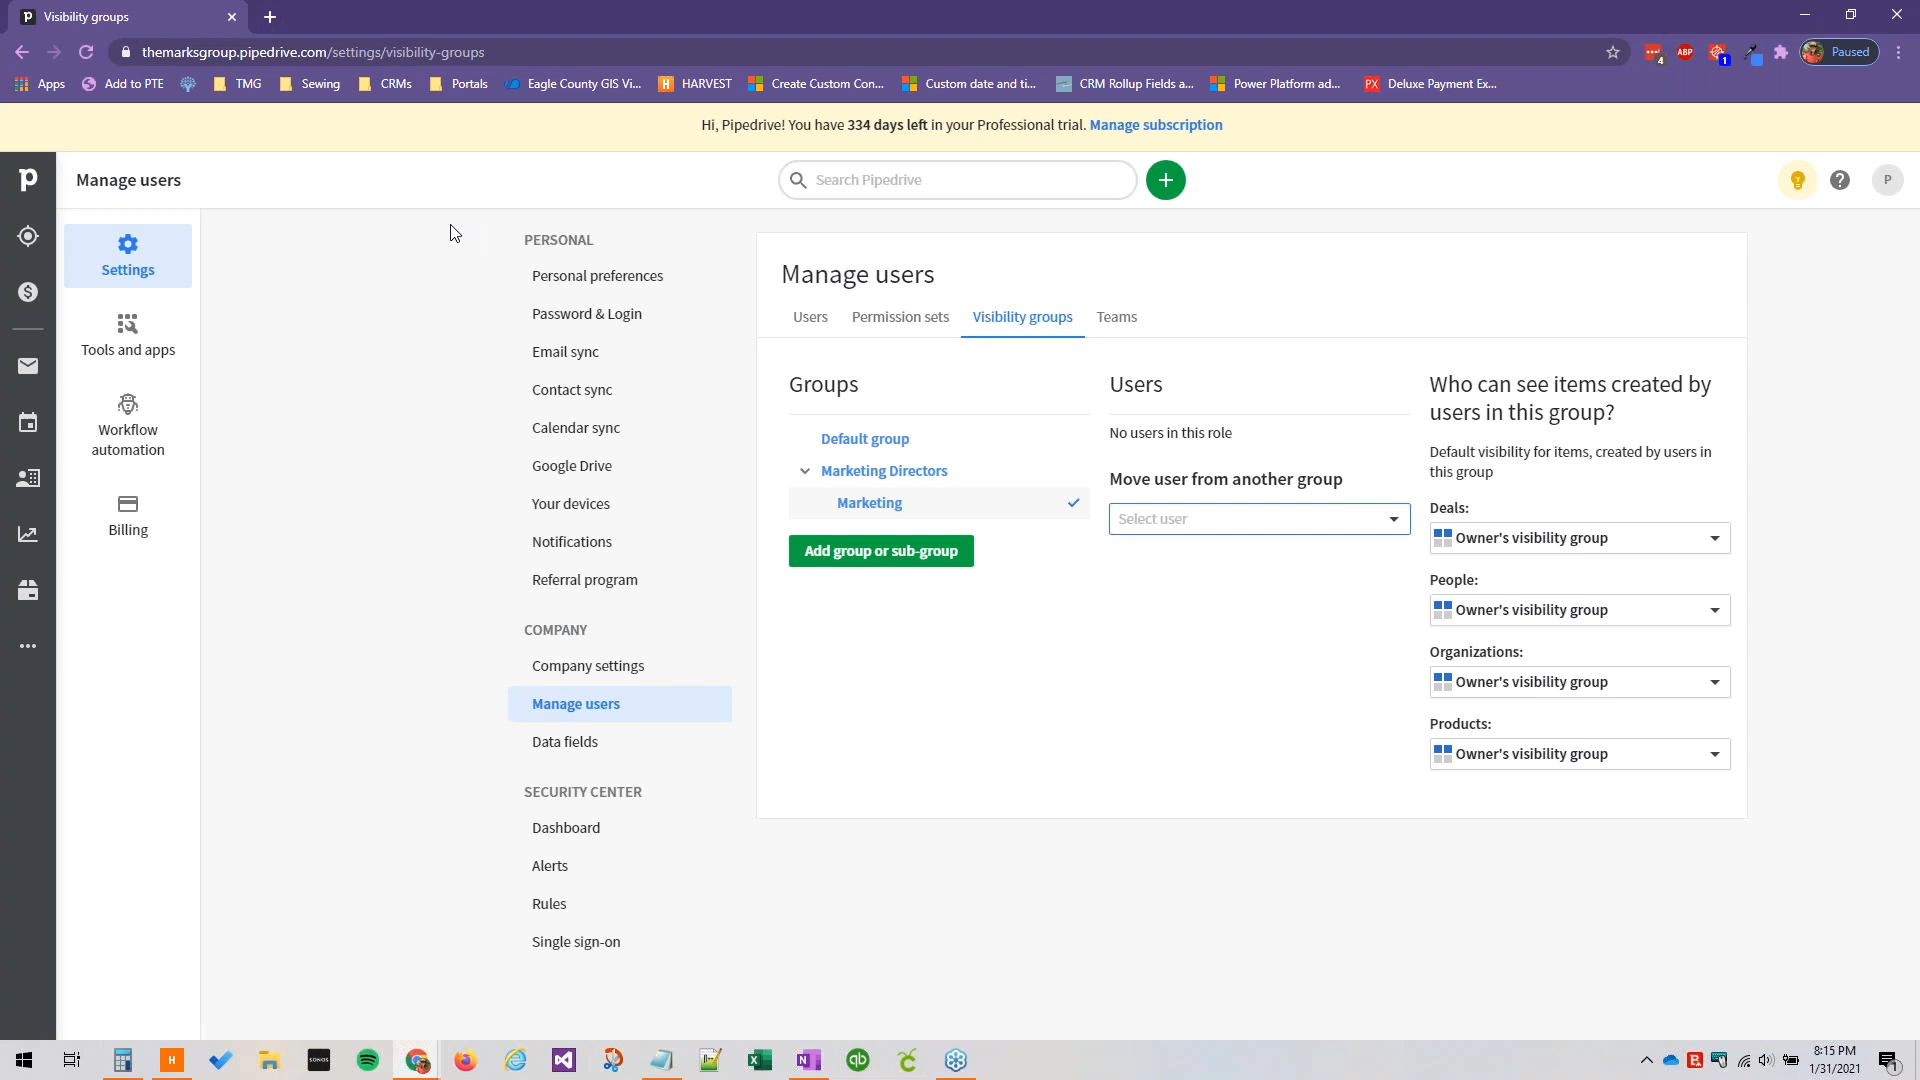 Visibility groups
themarksgroup.pipedrive.com/settings/visibility-groups
4
ABP
1
Paused
Apps
Add to PTE
TMG
Sewing
CRMs
Portals
Eagle County GIS Vi...
HARVEST
Create Custom Con...
Custom date and ti...
CRM Rollup Fields a...
Power Platform ad...
PX Deluxe Payment Ex...
Hi, Pipedrive! You have 334 days left in your Professional trial. Manage subscription
Manage users
Search Pipedrive
P
Settings
Tools and apps
Workflow
automation
Billing
PERSONAL
Personal preferences
Password & Login
Email sync
Contact sync
Calendar sync
Google Drive
Your devices
Notifications
Referral program
COMPANY
Company settings
Manage users
Data fields
SECURITY CENTER
Dashboard
Alerts
Rules
Single sign-on
Manage users
Users
Permission sets
Visibility groups
Teams
Groups
Default group
Marketing Directors
Marketing
Add group or sub-group
Users
No users in this role
Move user from another group
Select user
Who can see items created by
users in this group?
Default visibility for items, created by users in
this group
Deals:
Owner's visibility group
People:
Owner's visibility group
Organizations:
Owner's visibility group
Products:
Owner's visibility group
H
SONOS
8:15 PM
1/31/2021
1